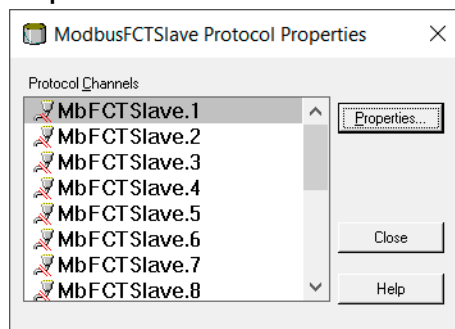 ModbusFCTSlave Protocol Properties
Protocol Channels
MbFCTSlave.1
MbFCTSlave.2
MbFCTSlave.3
MbFCTSlave.4
MbFCTSlave.5
MbFCTSlave.6
MbFCTSlave.7
MbFCTSlave.8
Properties...
Close
Help